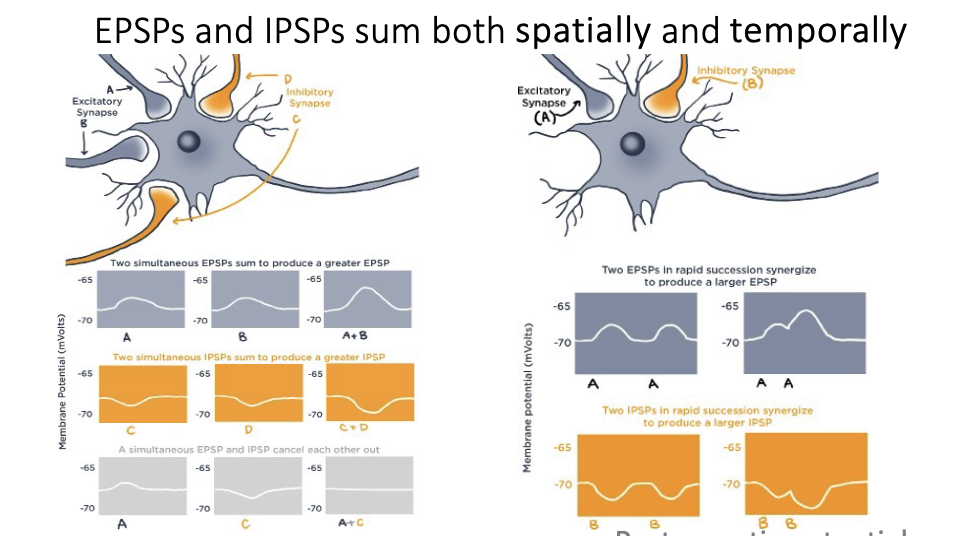 EPSPs and IPSPs sum both spatially and temporally
A
Excitatory
Synapse
B
D
Inhibitory
Synapse
C
Two simultaneous EPSPs sum to produce a greater EPSP
-65
-70
-65
-70
-65
-70
A
B
A+B
Two simultaneous IPSPs sum to produce a greater IPSP
-65
-70
-65
-70
-65
-70
C
D
C+D
A simultaneous EPSP and IPSP cancel each other out
-65
-70
-65
-70
-65
-70
A
C
A+C
Membrane Potential (mVolts)
Excitatory
Synapse
(A)
Inhibitory Synapse
(B)
Two EPSPs in rapid succession synergize
to produce a larger EPSP
-65
-70
-65
-70
A
A
A
A
Two IPSPs in rapid succession synergize
to produce a larger IPSP
-65
-70
-65
-70
B
B
B
B
Membrane potential (mVolts)